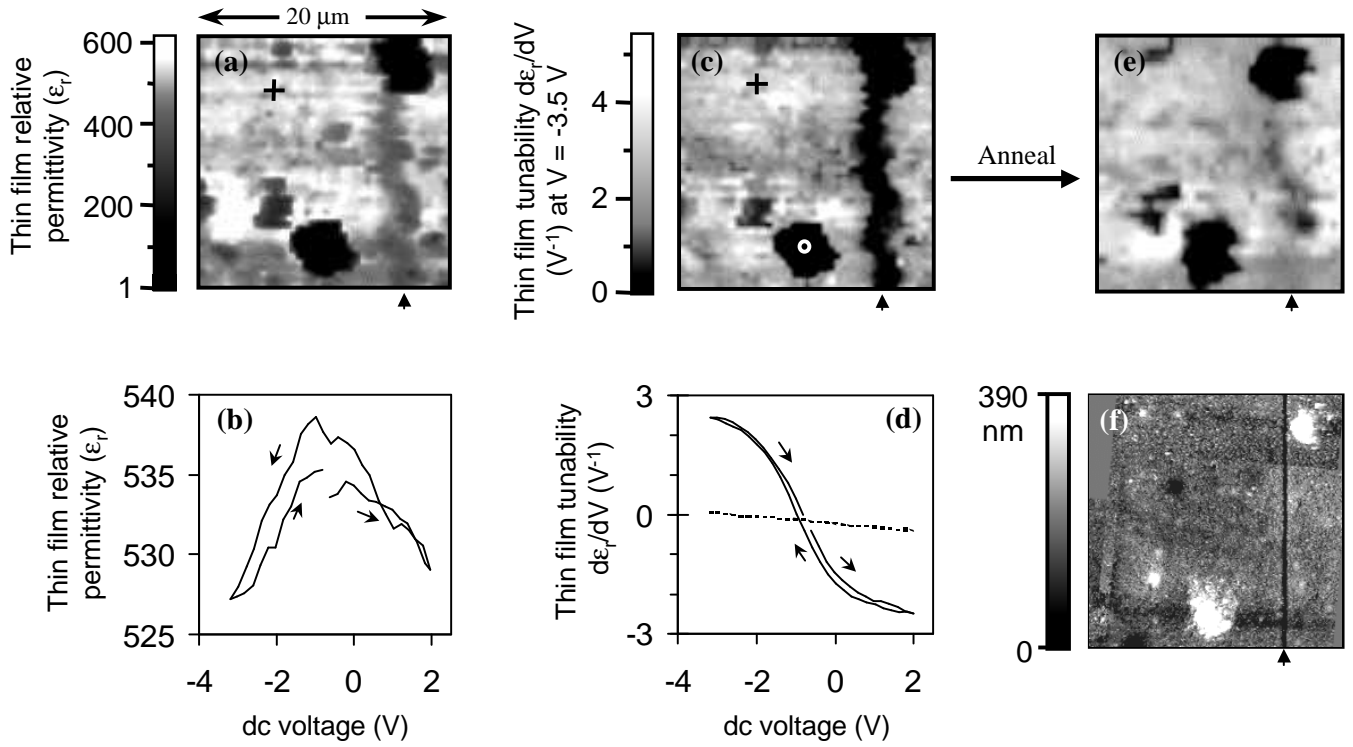 20 μm
Thin film relative
permittivity (εr)
600
400
200
1
(a)
Thin film tunability dεr/dV
(V-1) at V = -3.5 V
4
2
0
(c)
Anneal
(e)
Thin film relative
permittivity (εr)
540
535
530
525
(b)
-4
-2
0
2
dc voltage (V)
Thin film tunability
dεr/dV (V-1)
3
0
-3
(d)
-4
-2
0
2
dc voltage (V)
390
nm
0
(f)